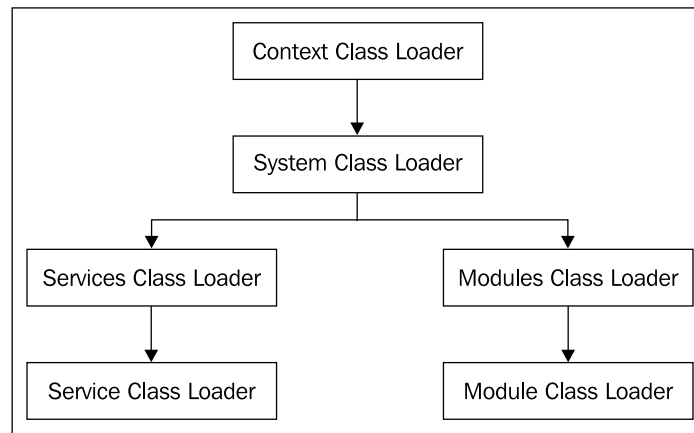 Context Class Loader
System Class Loader
Services Class Loader
Modules Class Loader
Service Class Loader
Module Class Loader